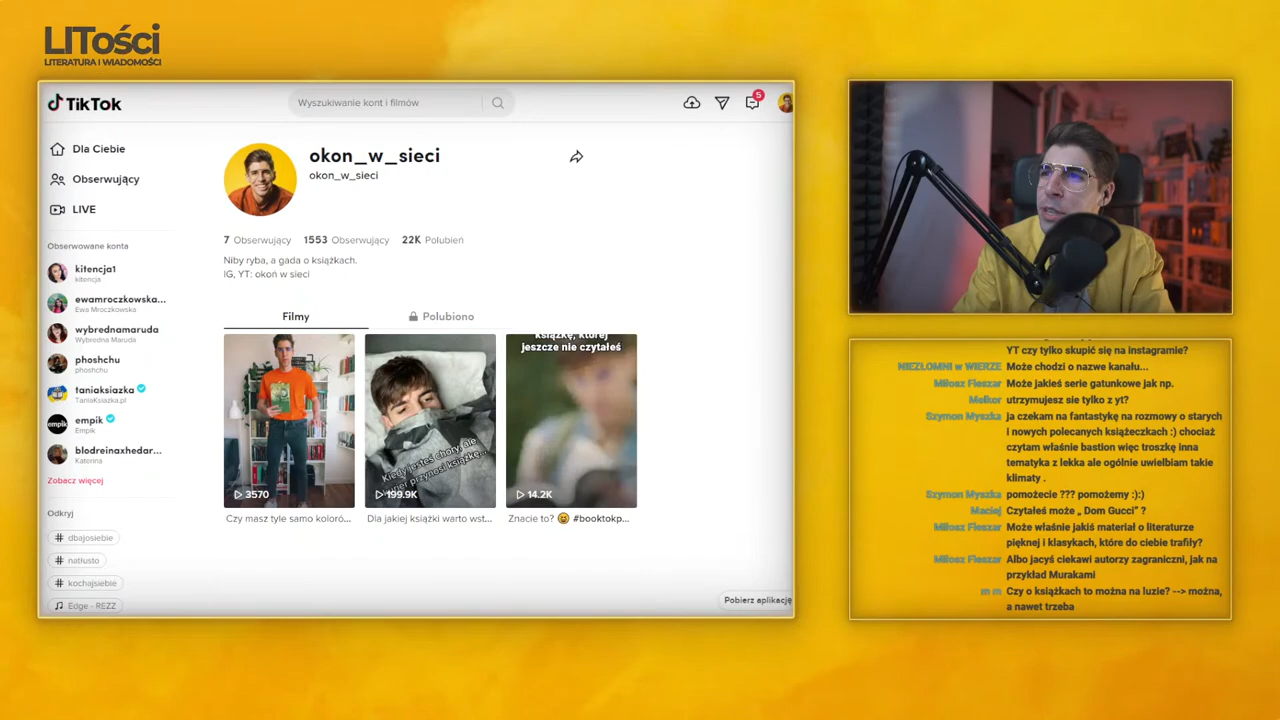 LITości
LITERATURA I WIADOMOŚCI
TikTok
Wyszukiwanie kont i filmów
5
Dla Ciebie
Obserwujący
LIVE
Obserwowane konta
kitencja1
kitencja
ewamroczkowska...
Ewa Mroczkowska
wybrednamaruda
Wybredna Maruda
phoshchu
phoshchu
taniaksiazka
TaniaKsiazka.pl
empik
empik
Empik
blodreinaxhedar...
Katerina
Zobacz więcej
Odkryj
# dbajosiebie
# natłusto
# kochajsiebie
Edge - REZZ
okon_w_sieci
okon_w_sieci
7 Obserwujący 1553 Obserwujący 22K Polubień
Niby ryba, a gada o książkach.
IG, YT: okoń w sieci
Filmy
Polubiono
3570
Czy masz tyle samo koloró...
Kiedy jesteś chory, ale
kurier przynosi książkę...
199.9K
Dla jakiej książki warto wst...
książkę, której
jeszcze nie czytałeś
14.2K
Znacie to? 😆 #booktokp...
Pobierz aplikację
YT czy tylko skupić się na instagramie?
NIEZŁOMNI w WIERZE Może chodzi o nazwe kanału...
Miłosz Fleszar Może jakieś serie gatunkowe jak np.
Melkor utrzymujesz sie tylko z yt?
Szymon Myszka ja czekam na fantastykę na rozmowy o starych
i nowych polecanych książeczkach :) chociaż
czytam właśnie bastion więc troszkę inna
tematyka z lekka ale ogólnie uwielbiam takie
klimaty .
Szymon Myszka pomożecie ??? pomożemy :):)
Maciej Czytałeś może „ Dom Gucci" ?
Miłosz Fleszar Może właśnie jakiś materiał o literaturze
pięknej i klasykach, które do ciebie trafiły?
Miłosz Fleszar Albo jacyś ciekawi autorzy zagraniczni, jak na
przykład Murakami
m m Czy o książkach to można na luzie? --> można,
a nawet trzeba